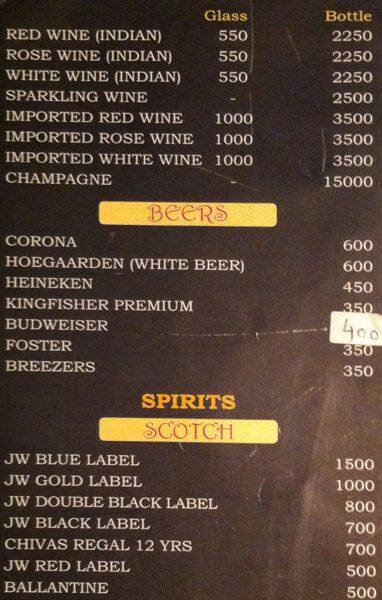 Glass Bottle
RED WINE (INDIAN) 550 2250
ROSE WINE (INDIAN) 550 2250
WHITE WINE (INDIAN) 550 2250
SPARKLING WINE - 2500
IMPORTED RED WINE 1000 3500
IMPORTED ROSE WINE 1000 3500
IMPORTED WHITE WINE 1000 3500
CHAMPAGNE - 15000
BEERS
CORONA 600
HOEGAARDEN (WHITE BEER) 600
HEINEKEN 450
KINGFISHER PREMIUM 350
BUDWEISER 400
FOSTER 350
BREEZERS 350
SPIRITS
SCOTCH
JW BLUE LABEL 1500
JW GOLD LABEL 1000
JW DOUBLE BLACK LABEL 800
JW BLACK LABEL 700
CHIVAS REGAL 12 YRS 700
JW RED LABEL 500
BALLANTINE 500